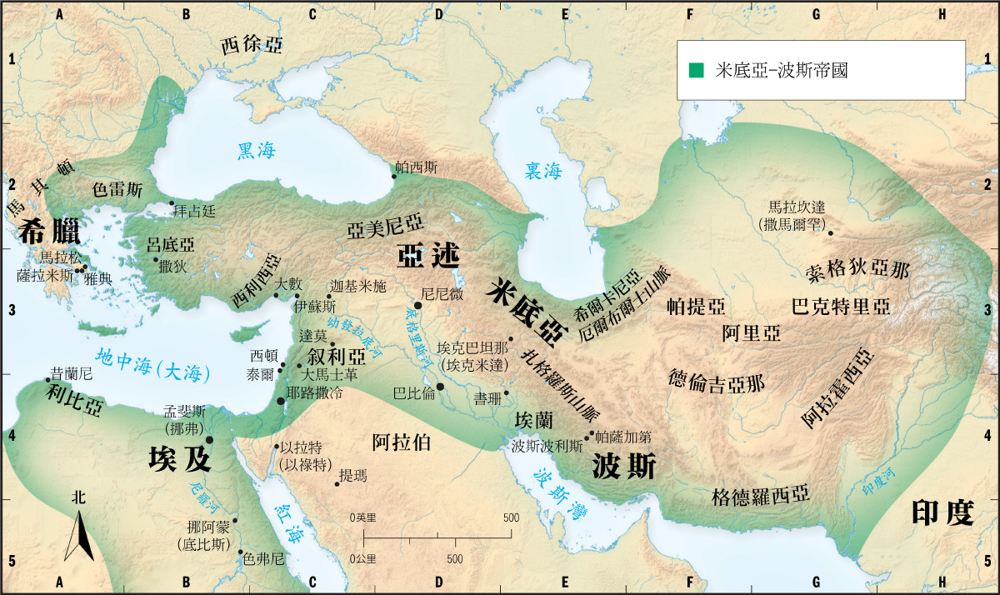 A B C D E F G H
1 1
西徐亞
米底亞-波斯帝國
黑海
裏海
帕西斯
2 2
馬其頓
色雷斯
拜占廷
希臘
亞美尼亞
馬拉坎達
(撒馬爾罕)
呂底亞
撒狄
亞述
馬拉松
薩拉米斯
雅典
西利西亞
大數
伊蘇斯
迦基米施
尼尼微
米底亞
希爾卡尼亞
厄爾布爾士山脈
索格狄亞那
3 3
帕提亞
巴克特里亞
阿里亞
幼發拉底河
底格里斯河
達莫
敘利亞
埃克巴坦那
(埃克米達)
扎格羅斯山脈
地中海(大海)
西頓
泰爾
大馬士革
耶路撒冷
巴比倫
書珊
德倫吉亞那
阿拉霍西亞
昔蘭尼
利比亞
孟斐斯
(挪弗)
埃及
4 4
以拉特
(以祿特)
阿拉伯
埃蘭
波斯波利斯
帕薩加第
波斯
提瑪
尼羅河
紅海
波斯灣
格德羅西亞
印度河
印度
北
挪阿蒙
(底比斯)
色弗尼
0英里 500
0公里 500
5 5
A B C D E F G H